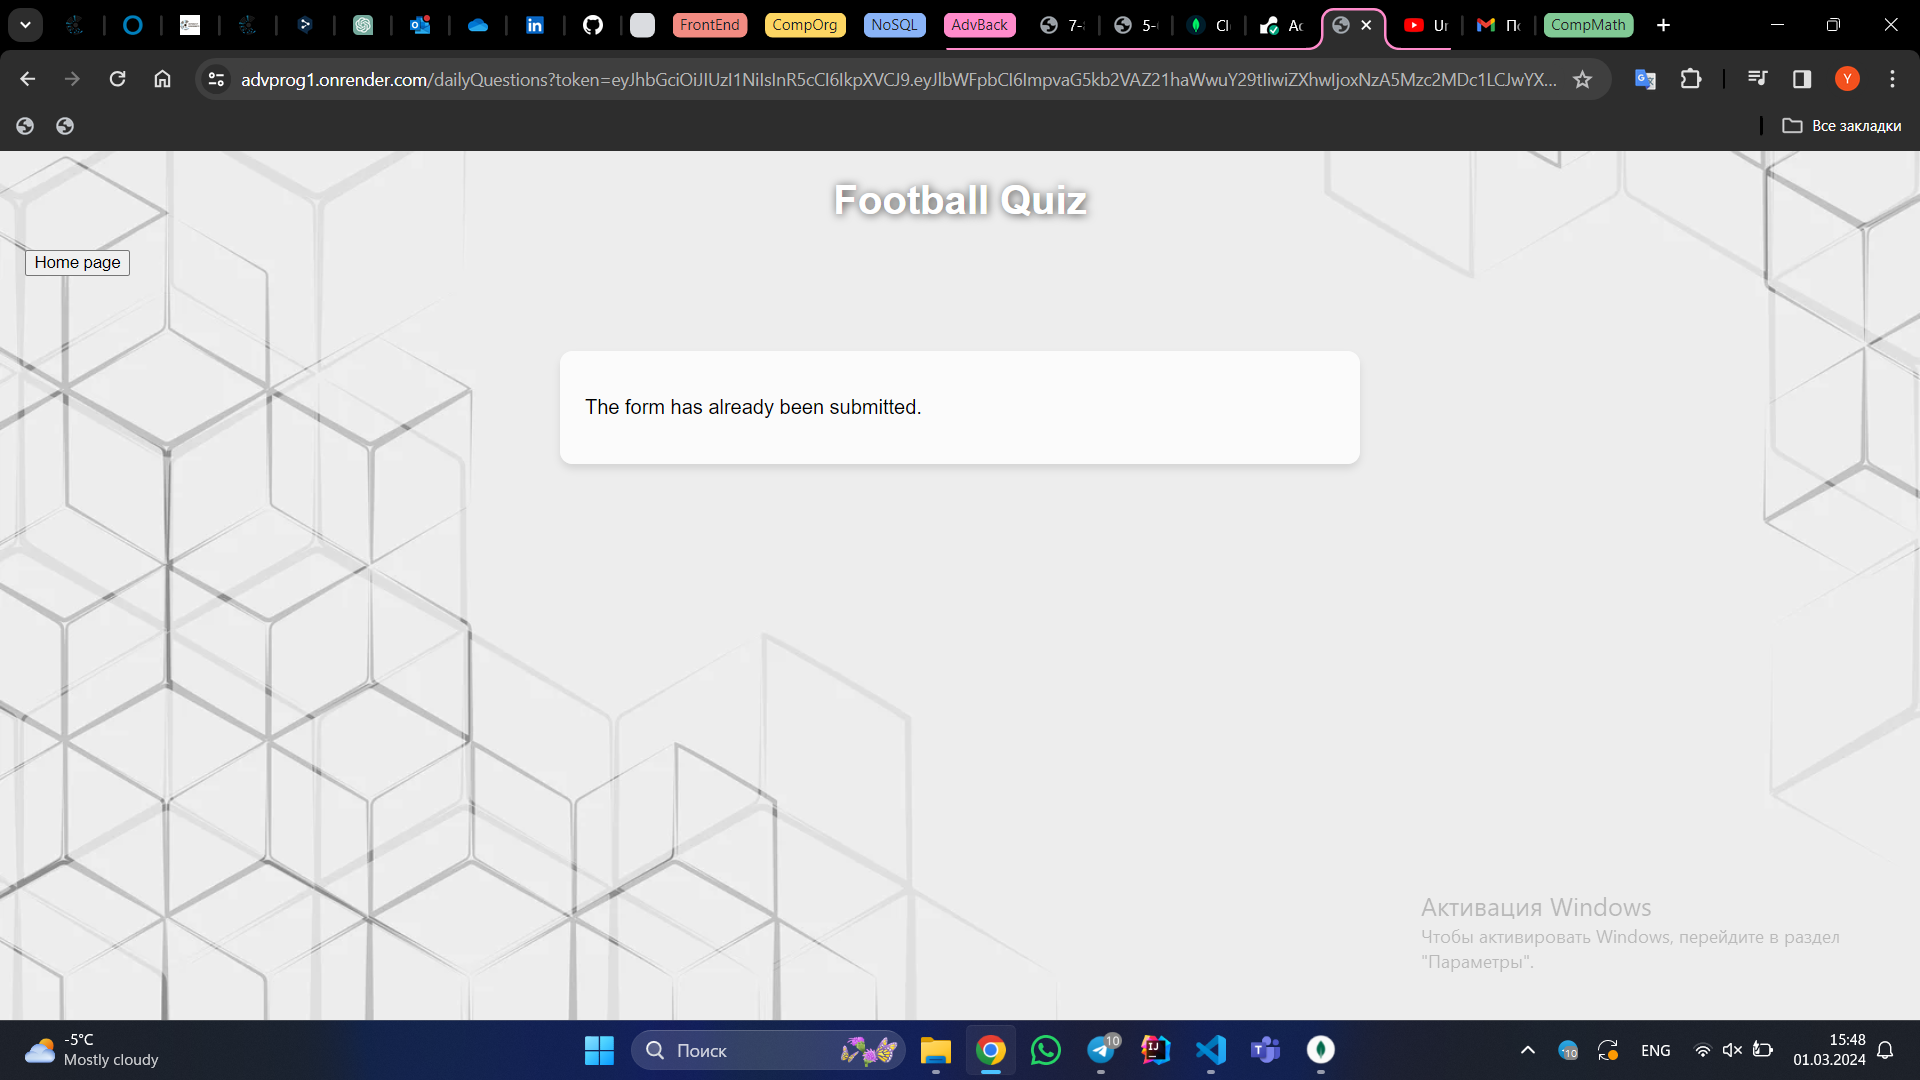 FrontEnd
CompOrg
NoSQL
AdvBack
7-
5-
Cl
Ac
Ur
CompMath
advprog1.onrender.com/dailyQuestions?token=eyJhbGciOiJIUzI1NiIsInR5cCI6IkpXVCJ9.eyJlbWFpbCI6ImpvaG5kb2VAZ21haWwuY29tIiwiZXhwIjoxNzA5Mzc2MDc1LCJwYX...
Y
Все закладки
Football Quiz
Home page
The form has already been submitted.
Активация Windows
Чтобы активировать Windows, перейдите в раздел
"Параметры".
-5°C
Mostly cloudy
Поиск
10
10
ENG
15:48
01.03.2024